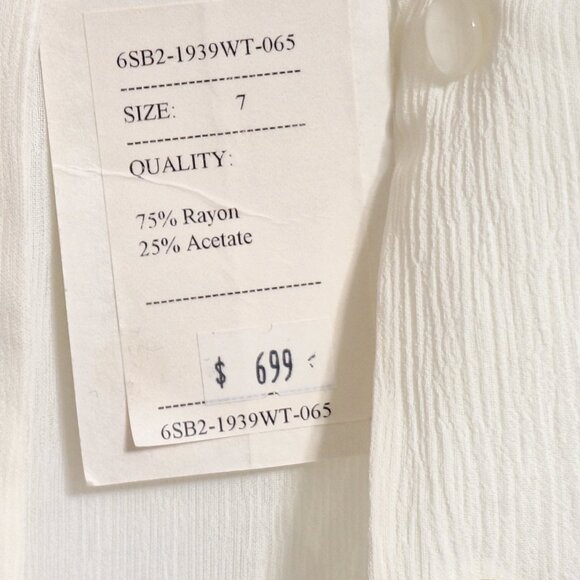 6SB2-1939WT-065
SIZE: 7
QUALITY:
75% Rayon
25% Acetate
$ 699
6SB2-1939WT-065